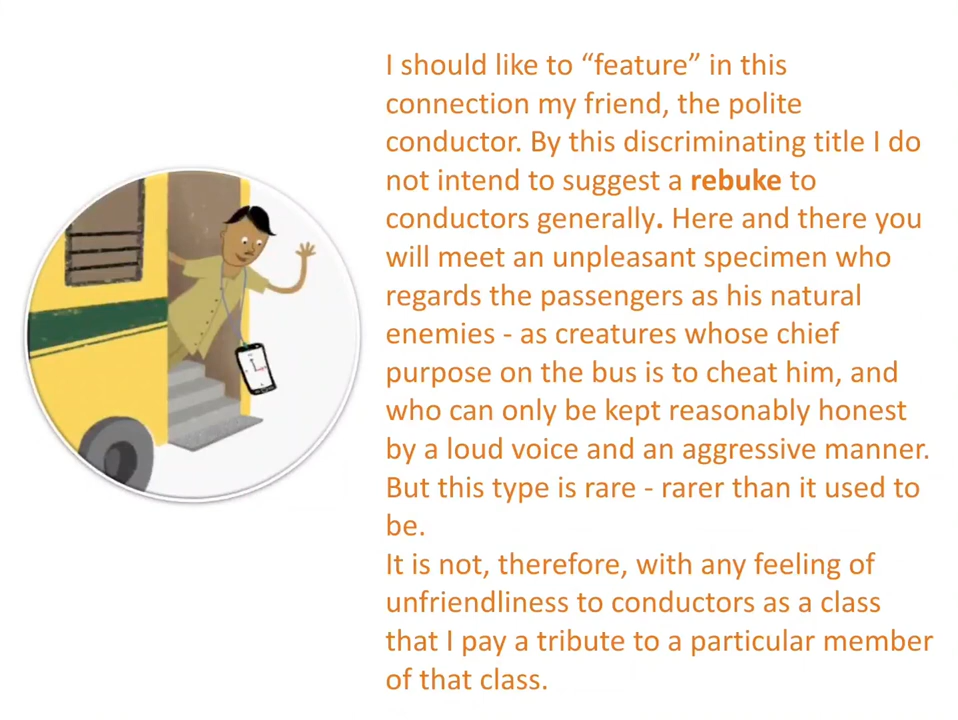 I should like to “feature” in this
connection my friend, the polite
conductor. By this discriminating title I do
not intend to suggest a rebuke to
conductors generally. Here and there you
will meet an unpleasant specimen who
regards the passengers as his natural
enemies - as creatures whose chief
purpose on the bus is to cheat him, and
who can only be kept reasonably honest
by a loud voice and an aggressive manner.
But this type is rare - rarer than it used to
be.
It is not, therefore, with any feeling of
unfriendliness to conductors as a class
that I pay a tribute to a particular member
of that class.